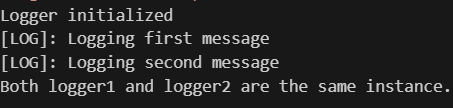 Logger initialized
[LOG]: Logging first message
[LOG]: Logging second message
Both logger1 and logger2 are the same instance.